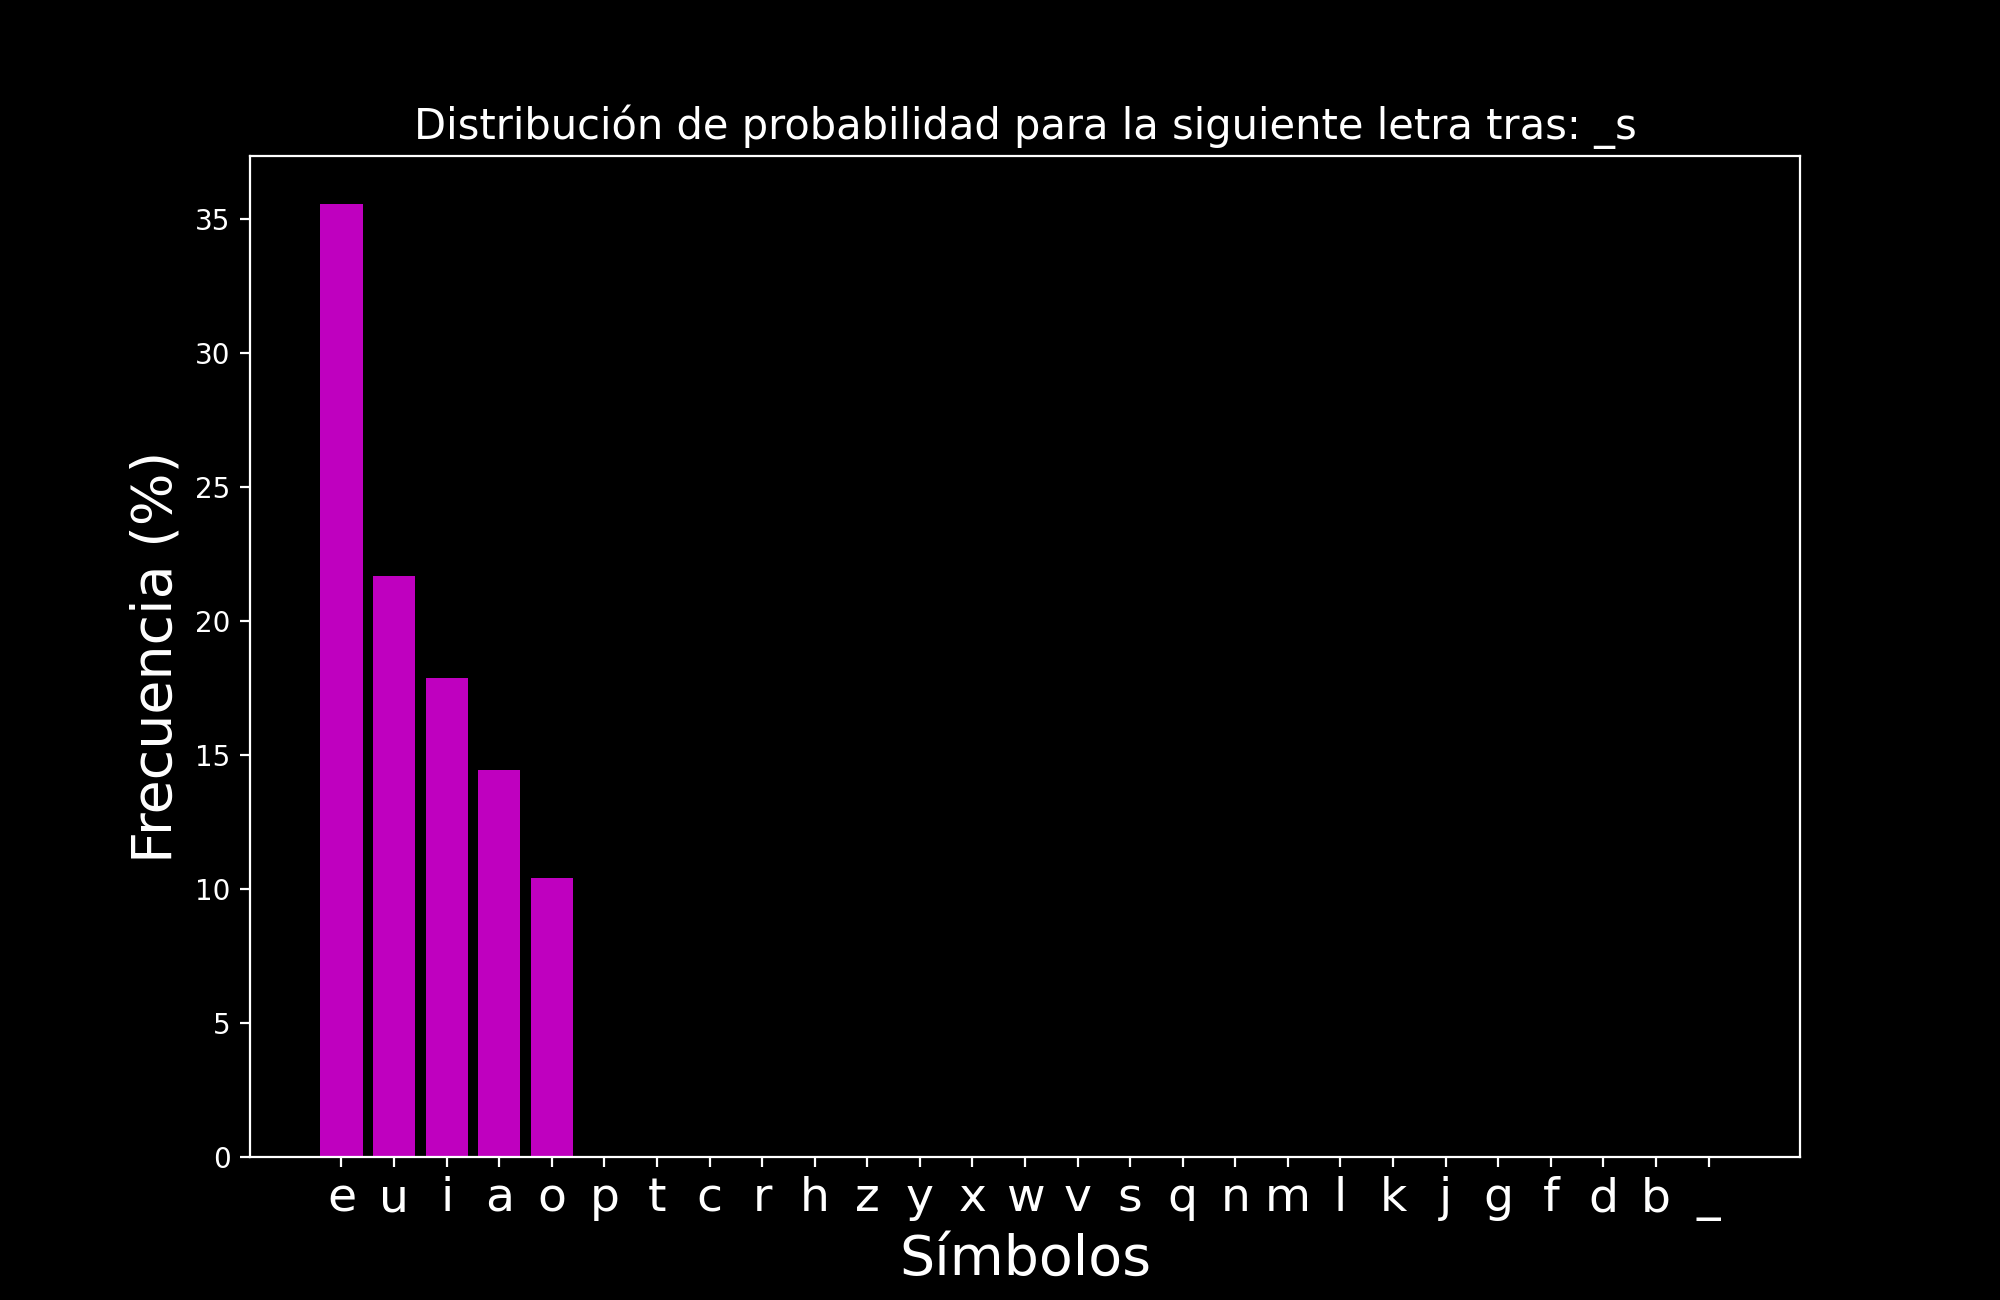 Distribución de probabilidad para la siguiente letra tras: _s
35
30
25
20
15
10
5
0
Frecuencia (%)
e u i a o p t c r h z y x w v s q n m l k j g f d b _
Símbolos